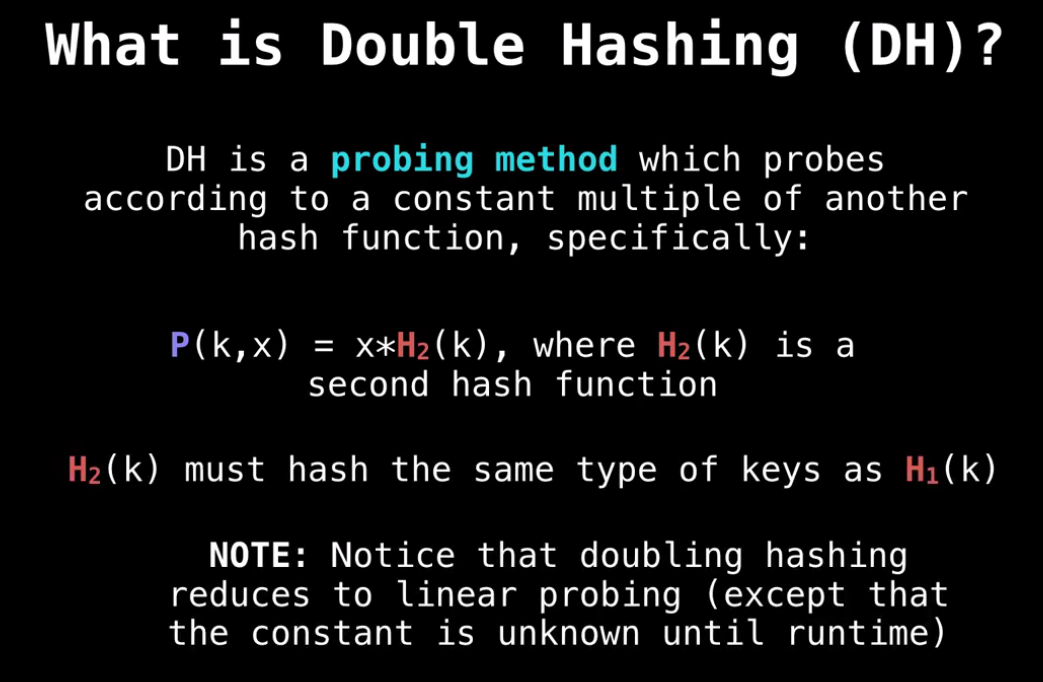 What is Double Hashing (DH)?
DH is a probing method which probes
according to a constant multiple of another
hash function, specifically:
P(k,x) = x*H₂(k), where H₂(k) is a
second hash function
H₂(k) must hash the same type of keys as H₁(k)
NOTE: Notice that doubling hashing
reduces to linear probing (except that
the constant is unknown until runtime)